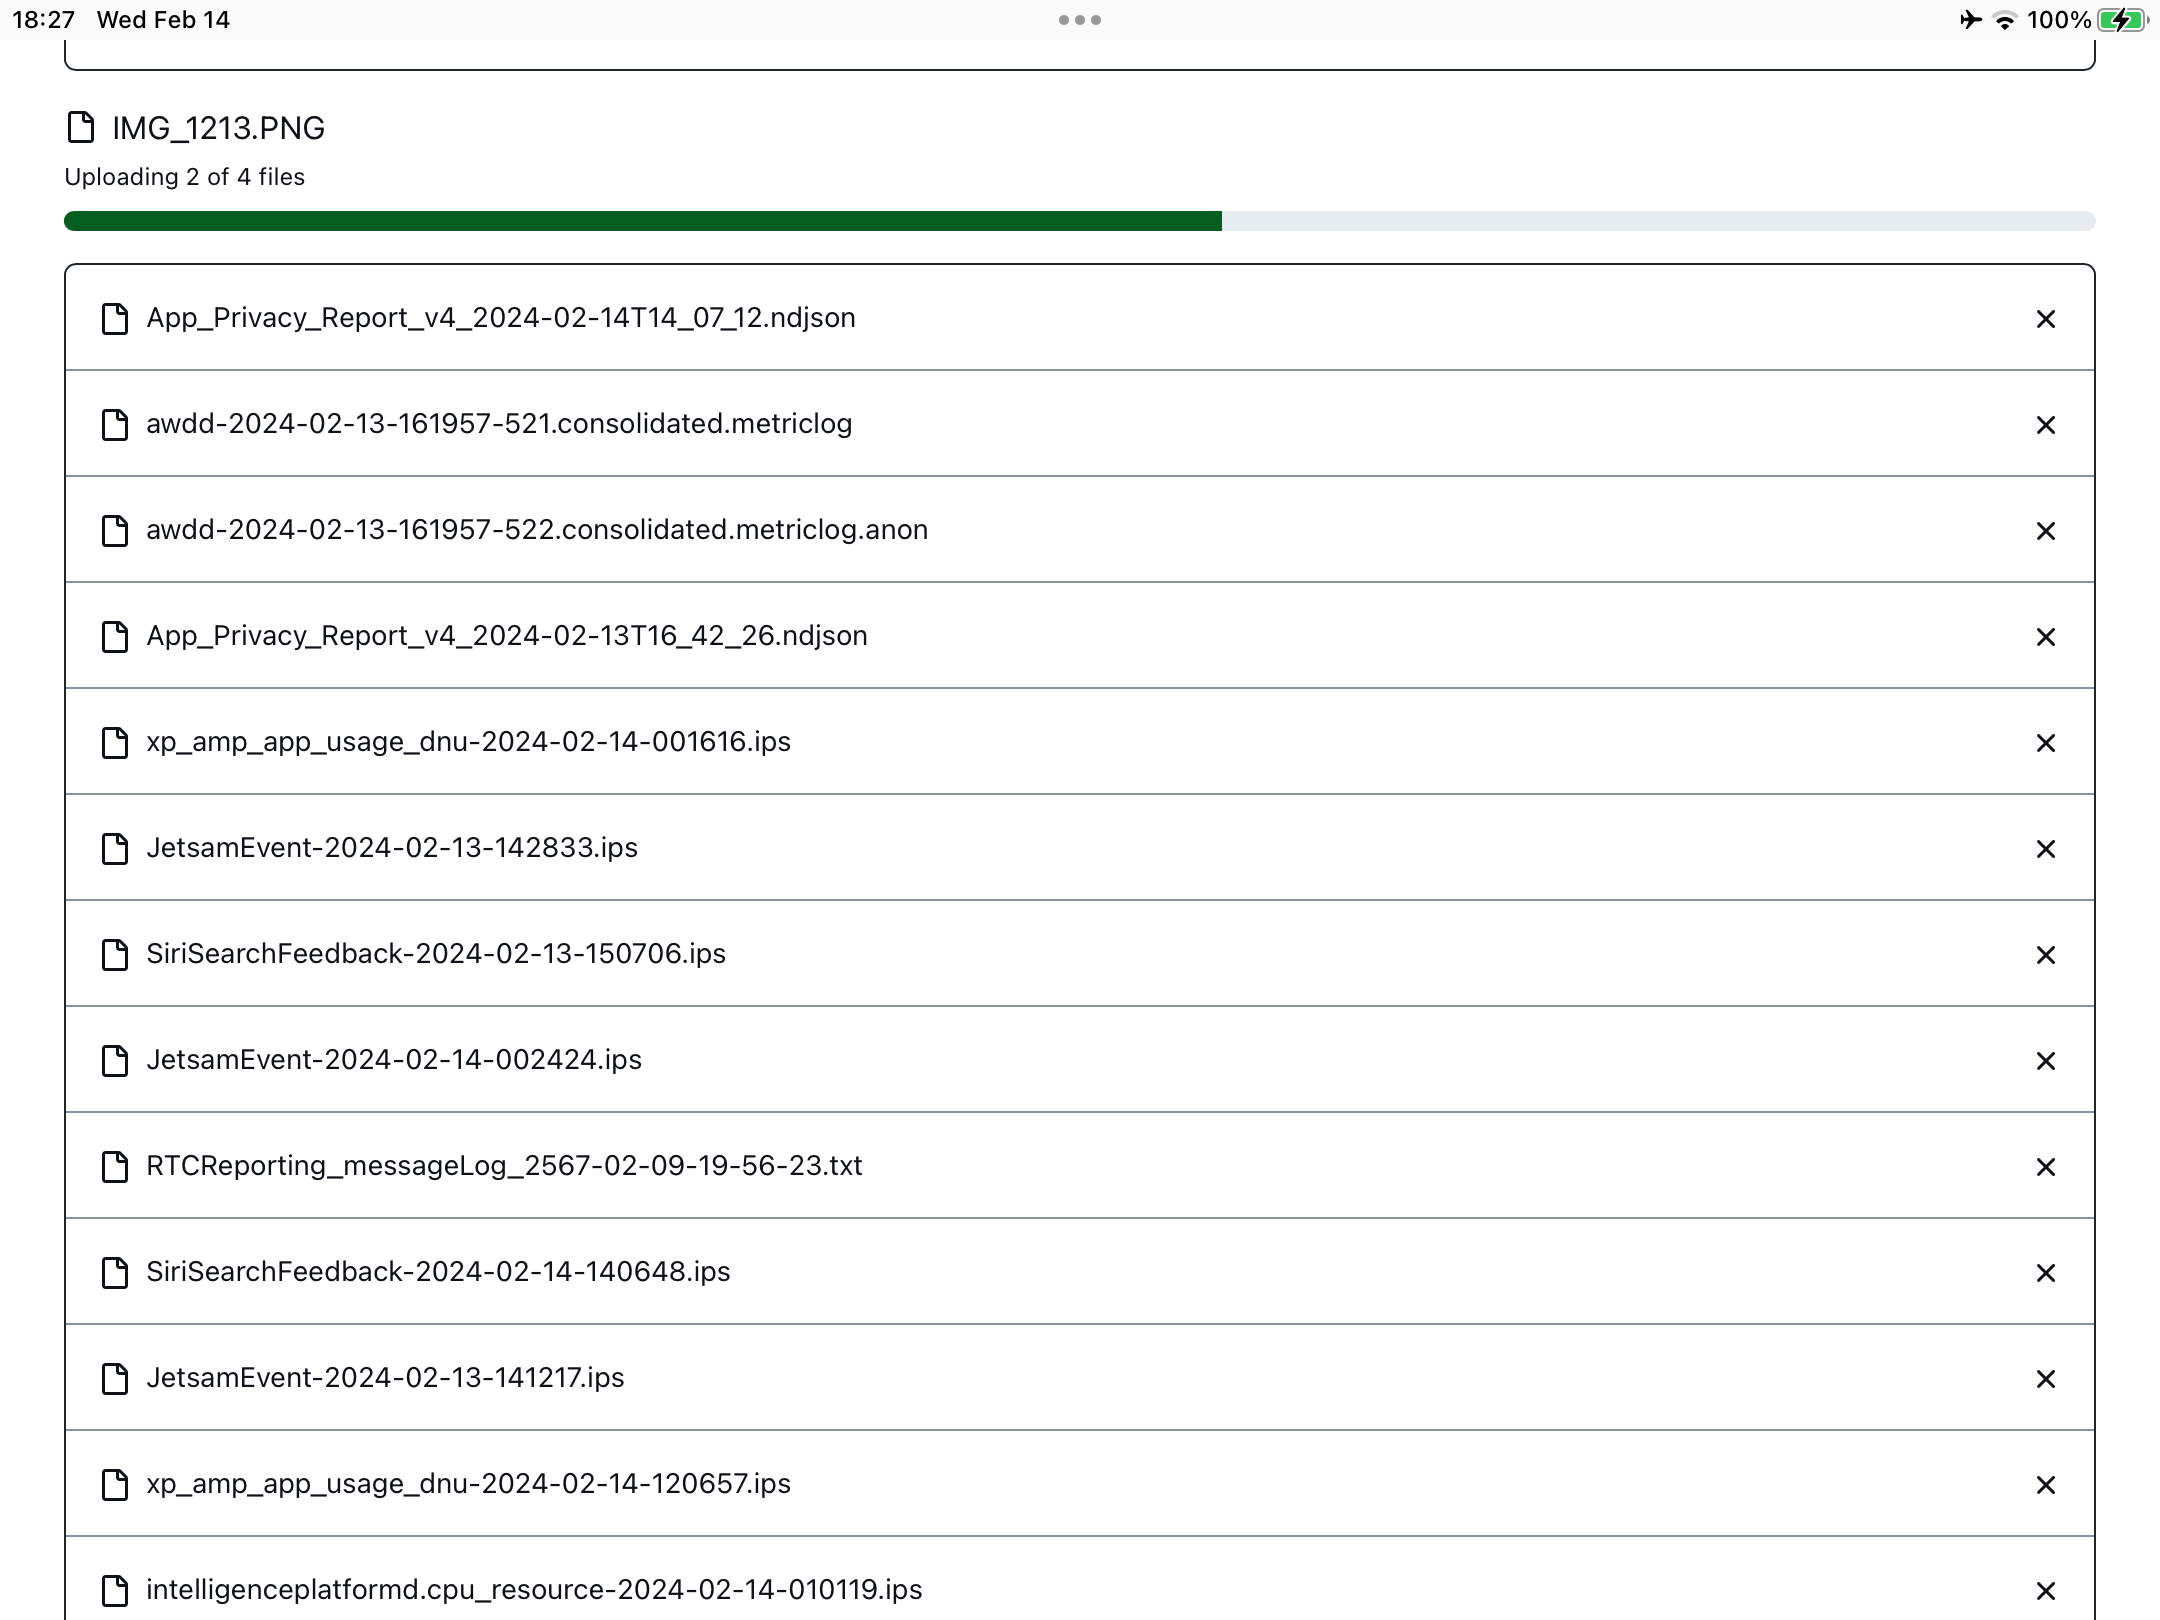 18:27 Wed Feb 14
100%
IMG_1213.PNG
Uploading 2 of 4 files
App_Privacy_Report_v4_2024-02-14T14_07_12.ndjson
awdd-2024-02-13-161957-521.consolidated.metriclog
awdd-2024-02-13-161957-522.consolidated.metriclog.anon
App_Privacy_Report_v4_2024-02-13T16_42_26.ndjson
xp_amp_app_usage_dnu-2024-02-14-001616.ips
JetsamEvent-2024-02-13-142833.ips
SiriSearchFeedback-2024-02-13-150706.ips
JetsamEvent-2024-02-14-002424.ips
RTCReporting_messageLog_2567-02-09-19-56-23.txt
SiriSearchFeedback-2024-02-14-140648.ips
JetsamEvent-2024-02-13-141217.ips
xp_amp_app_usage_dnu-2024-02-14-120657.ips
intelligenceplatformd.cpu_resource-2024-02-14-010119.ips